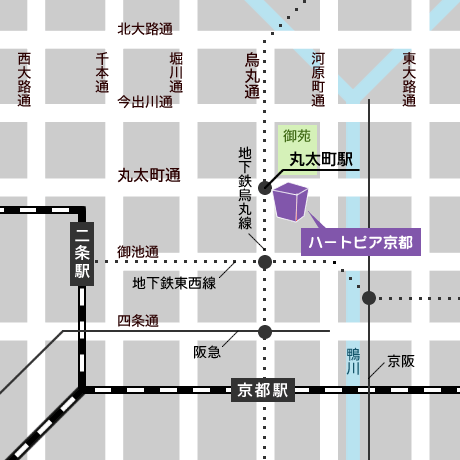 北大路通
西大路通
千本通
堀川通
烏丸通
河原町通
東大路通
今出川通
御苑
地下鉄烏丸線
丸太町駅
丸太町通
ハートピア京都
二条駅
御池通
地下鉄東西線
四条通
阪急
鴨川
京阪
京都駅